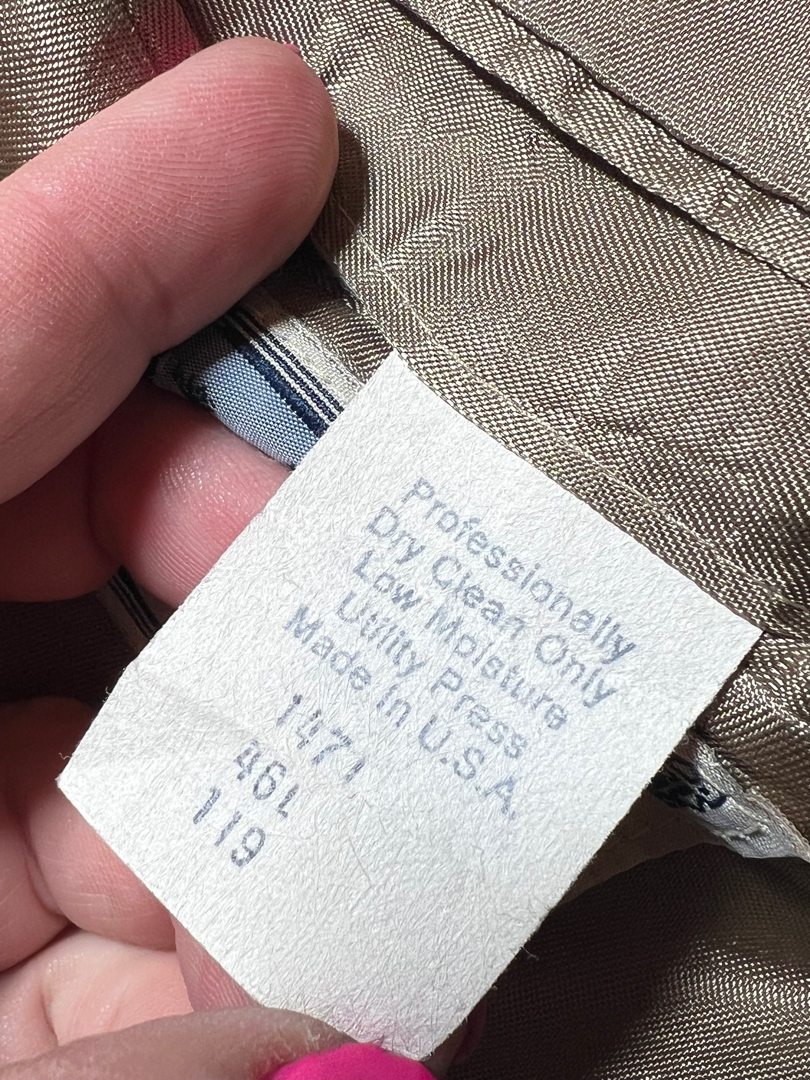 Professionally
Dry Clean Only
Low Moisture
Utility Press
Made in U.S.A.
1471
46L
119